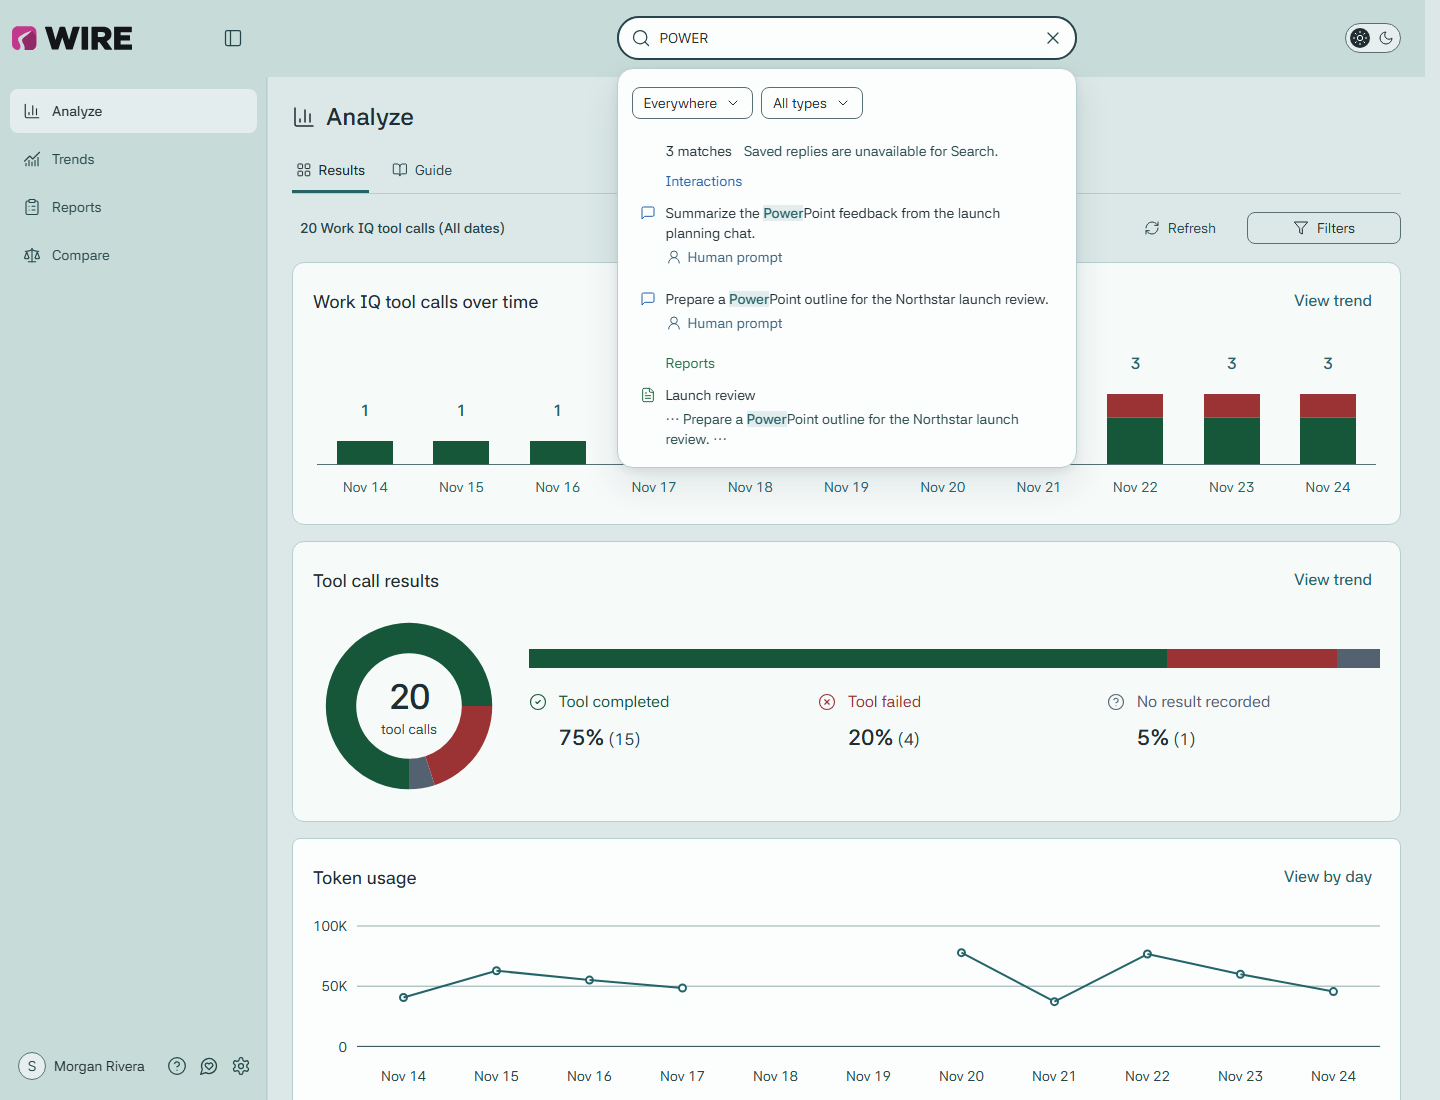 WIRE
POWER
Analyze
Trends
Reports
Compare
Everywhere
All types
3 matches Saved replies are unavailable for Search.
Interactions
Summarize the PowerPoint feedback from the launch
planning chat.
Human prompt
Prepare a PowerPoint outline for the Northstar launch review.
Human prompt
Reports
Launch review
··· Prepare a PowerPoint outline for the Northstar launch
review. ···
Analyze
Results
Guide
20 Work IQ tool calls (All dates)
Refresh
Filters
Work IQ tool calls over time
View trend
1 1 1 3 3 3
Nov 14 Nov 15 Nov 16 Nov 17 Nov 18 Nov 19 Nov 20 Nov 21 Nov 22 Nov 23 Nov 24
Tool call results
View trend
20
tool calls
Tool completed
75% (15)
Tool failed
20% (4)
No result recorded
5% (1)
Token usage
View by day
100K
50K
0
Nov 14 Nov 15 Nov 16 Nov 17 Nov 18 Nov 19 Nov 20 Nov 21 Nov 22 Nov 23 Nov 24
S
Morgan Rivera